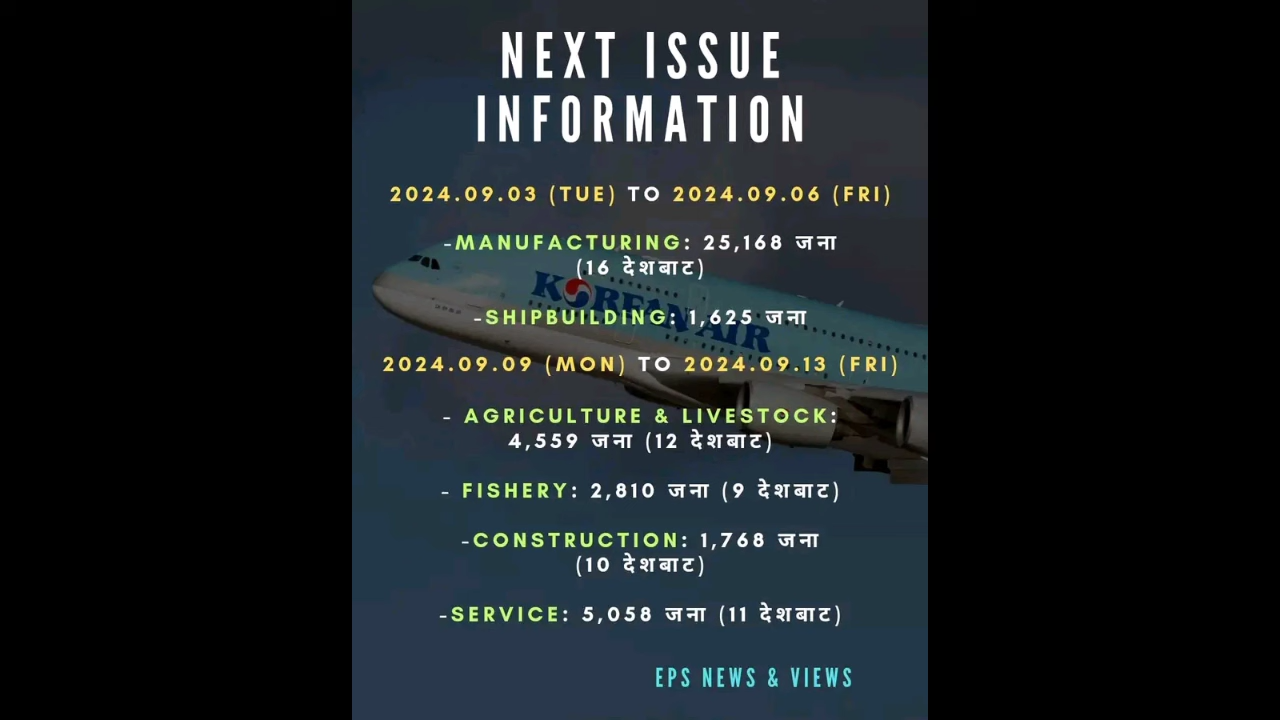 NEXT ISSUE
INFORMATION
2024.09.03 (TUE) TO 2024.09.06 (FRI)
-MANUFACTURING: 25,168 जना
(16 देशबाट)
KOREAN AIR
-SHIPBUILDING: 1,625 जना
2024.09.09 (MON) TO 2024.09.13 (FRI)
- AGRICULTURE & LIVESTOCK:
4,559 जना (12 देशबाट)
- FISHERY: 2,810 जना (9 देशबाट)
-CONSTRUCTION: 1,768 जना
(10 देशबाट)
-SERVICE: 5,058 जना (11 देशबाट)
EPS NEWS & VIEWS